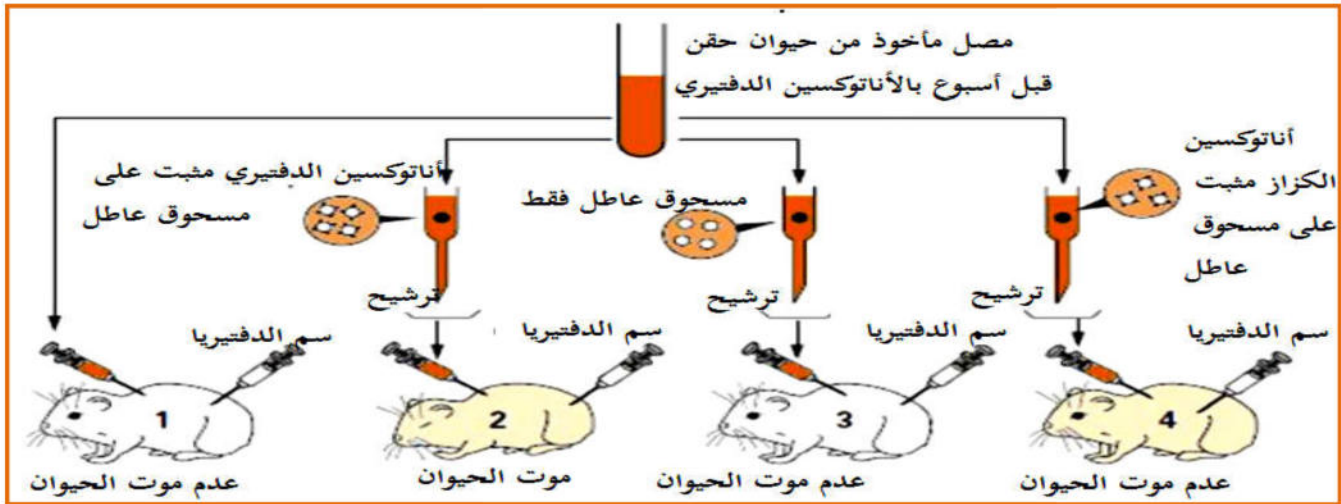 مصل مأخوذ من حيوان حقن
قبل أسبوع بالأناتوكسين الدفتيري
أناتوكسين الدفتيري مثبت على
مسحوق عاطل
مسحوق عاطل فقط
أناتوكسين
الكزاز مثبت
على مسحوق
عاطل
ترشيح
ترشيح
ترشيح
سم الدفتيريا
سم الدفتيريا
سم الدفتيريا
سم الدفتيريا
1
2
3
4
عدم موت الحيوان
موت الحيوان
عدم موت الحيوان
عدم موت الحيوان